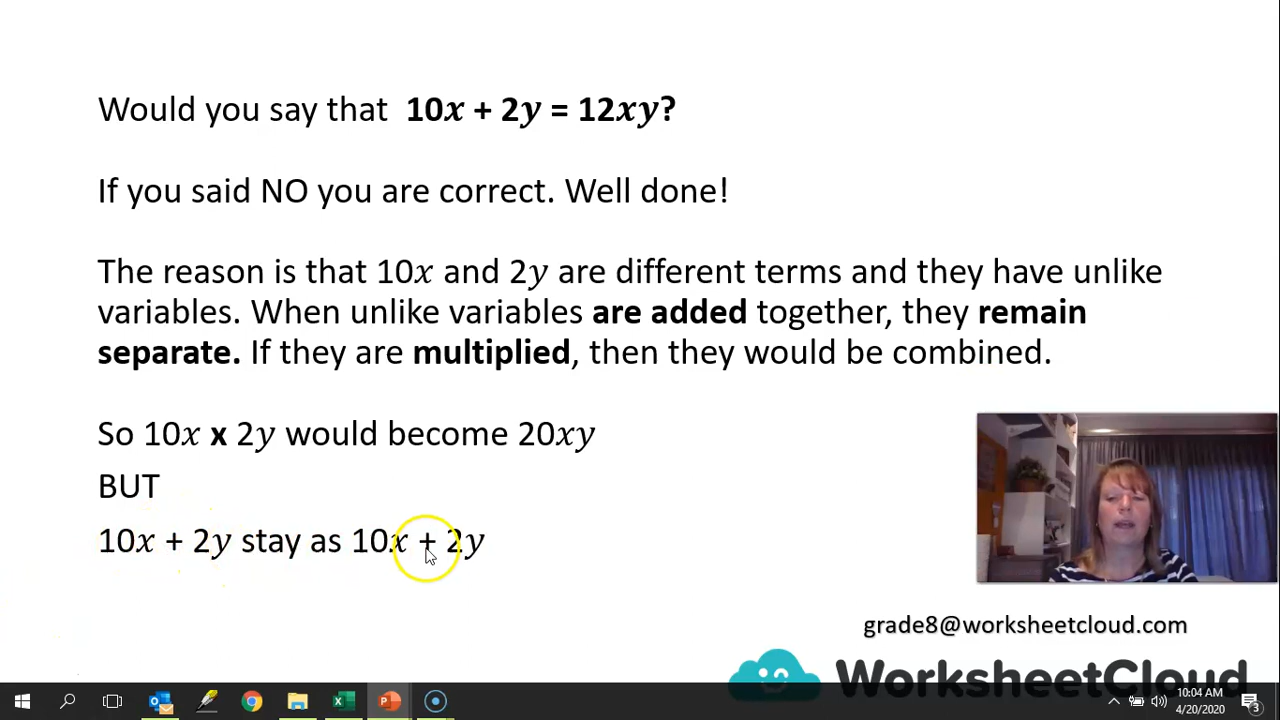 Would you say that 10x + 2y = 12xy?
If you said NO you are correct. Well done!
The reason is that 10x and 2y are different terms and they have unlike
variables. When unlike variables are added together, they remain
separate. If they are multiplied, then they would be combined.
So 10x x 2y would become 20xy
BUT
10x + 2y stay as 10x + 2y
grade8@worksheetcloud.com
WorksheetCloud
10:04 AM
4/20/2020
3